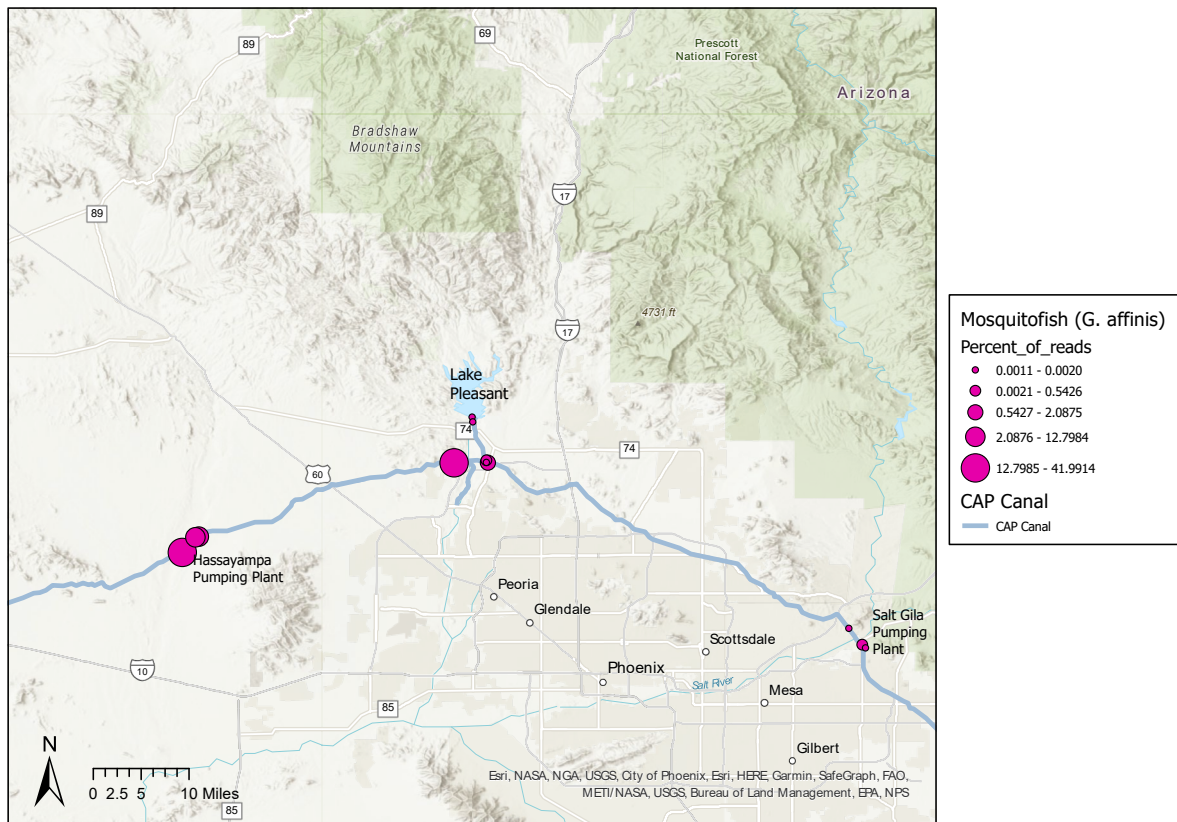 89
69
Prescott
National Forest
Arizona
Bradshaw
Mountains
17
89
4731 ft
17
Lake
Pleasant
74
74
60
Hassayampa
Pumping Plant
Peoria
Glendale
Salt Gila
Pumping
Plant
Scottsdale
Phoenix
10
Salt River
Mesa
85
Gilbert
N
0 2.5 5 10 Miles
85
Esri, NASA, NGA, USGS, City of Phoenix, Esri, HERE, Garmin, SafeGraph, FAO,
METI/NASA, USGS, Bureau of Land Management, EPA, NPS
Mosquitofish (G. affinis)
Percent_of_reads
0.0011 - 0.0020
0.0021 - 0.5426
0.5427 - 2.0875
2.0876 - 12.7984
12.7985 - 41.9914
CAP Canal
CAP Canal